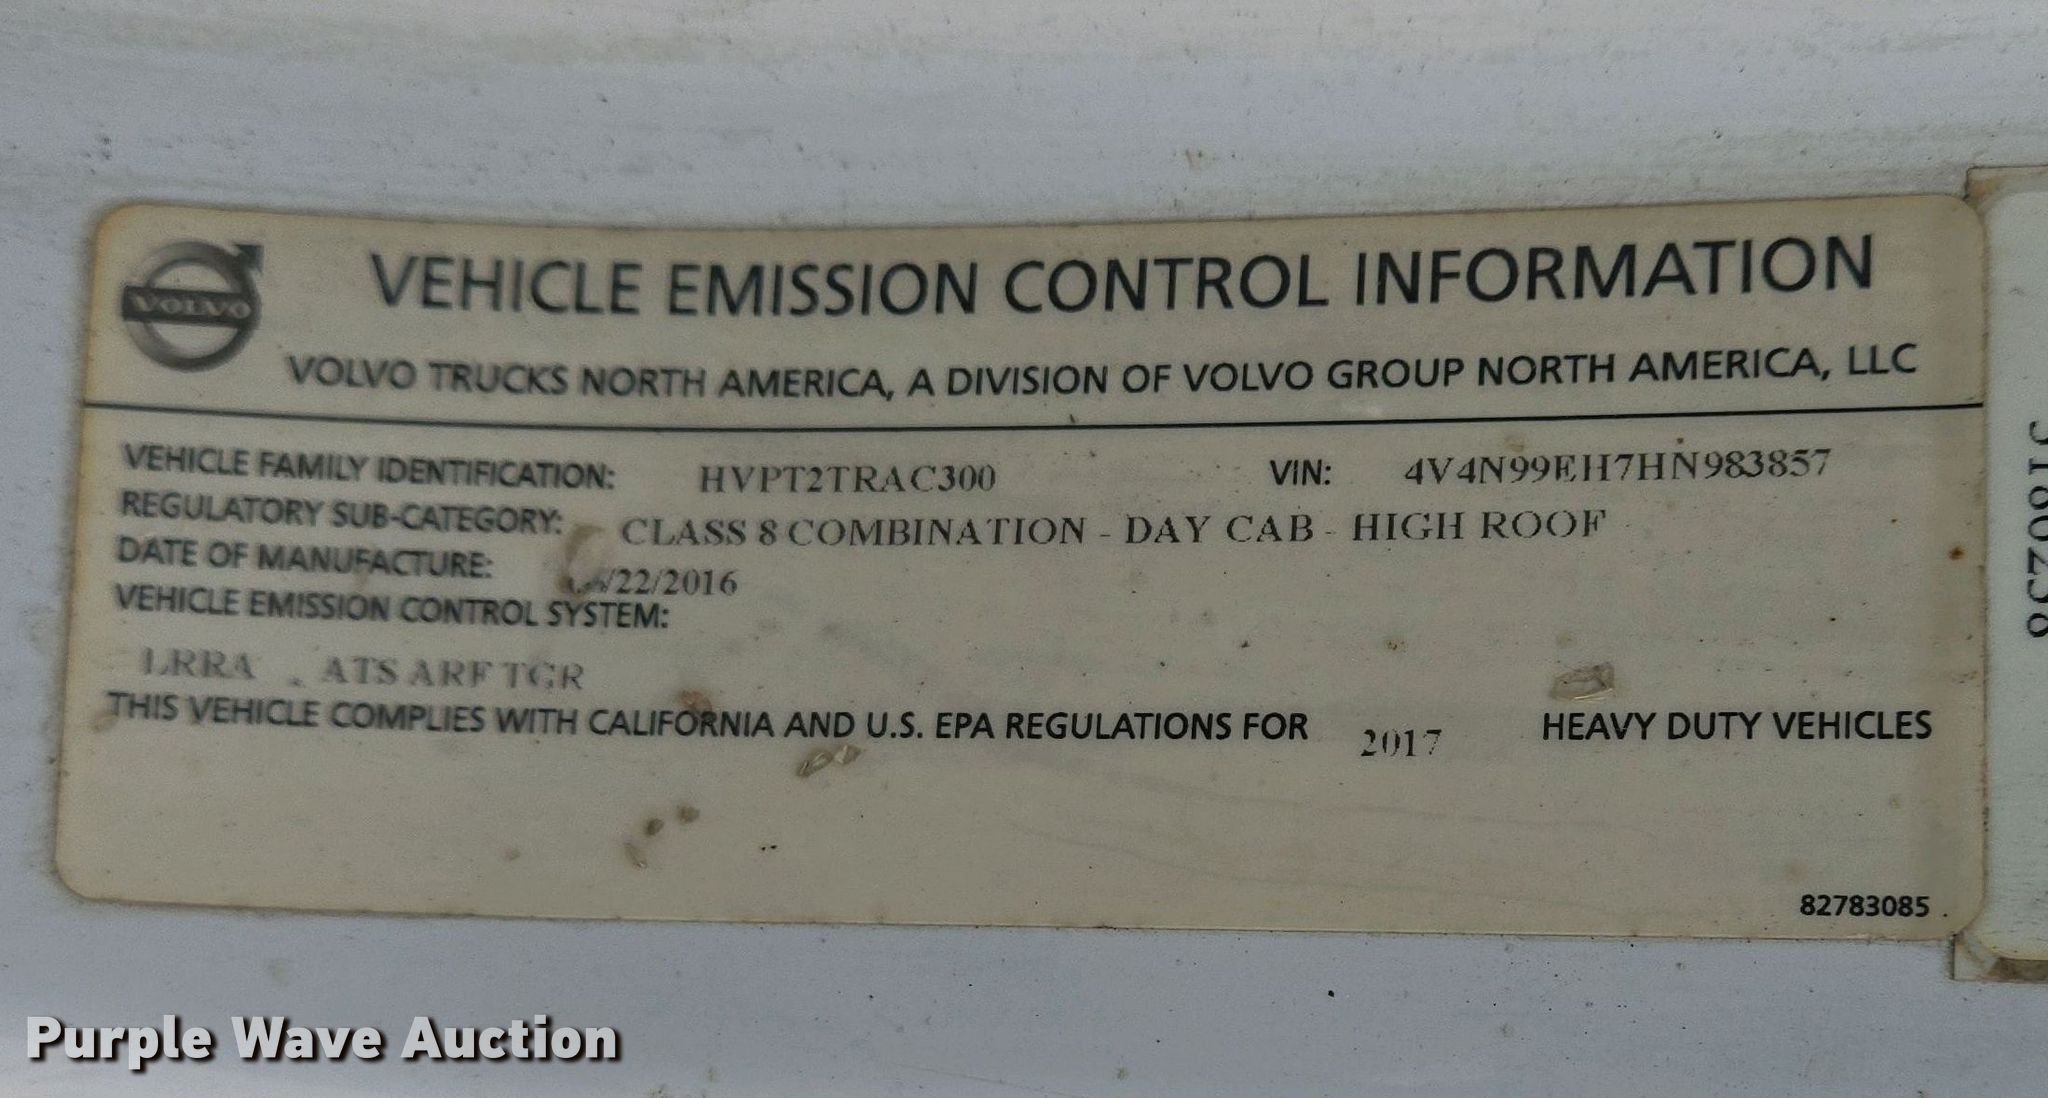 VOLVO
VEHICLE EMISSION CONTROL INFORMATION
VOLVO TRUCKS NORTH AMERICA, A DIVISION OF VOLVO GROUP NORTH AMERICA, LLC
VEHICLE FAMILY IDENTIFICATION: HVPT2TRAC300 VIN: 4V4N99EH7HN983857
REGULATORY SUB-CATEGORY: CLASS 8 COMBINATION - DAY CAB - HIGH ROOF
DATE OF MANUFACTURE: /22/2016
VEHICLE EMISSION CONTROL SYSTEM:
LRRA , ATS ARF TGR
THIS VEHICLE COMPLIES WITH CALIFORNIA AND U.S. EPA REGULATIONS FOR 2017 HEAVY DUTY VEHICLES
82783085
Purple Wave Auction